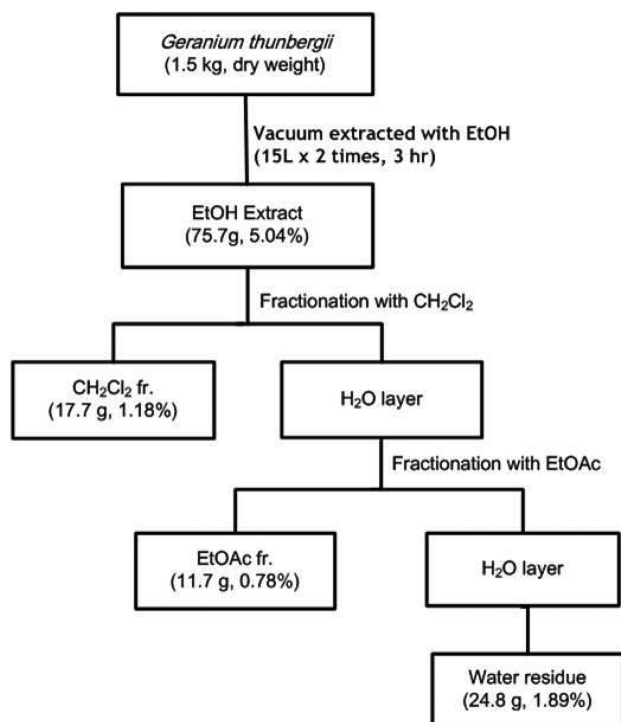 Geranium thunbergii
(1.5 kg, dry weight)
Vacuum extracted with EtOH
(15L x 2 times, 3 hr)
EtOH Extract
(75.7g, 5.04%)
Fractionation with CH₂Cl₂
CH₂Cl₂ fr.
(17.7 g, 1.18%)
H₂O layer
Fractionation with EtOAc
EtOAc fr.
(11.7 g, 0.78%)
H₂O layer
Water residue
(24.8 g, 1.89%)